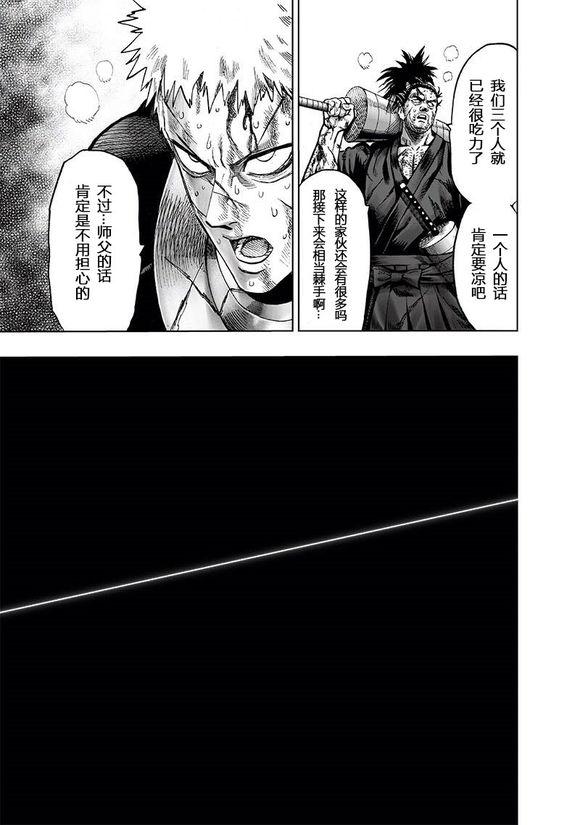 我们三个人就
已经很吃力了
一个人的话
肯定要凉吧
这样的家伙还会有很多吗
那接下来会相当棘手啊…
不过…师父的话
肯定是不用担心的